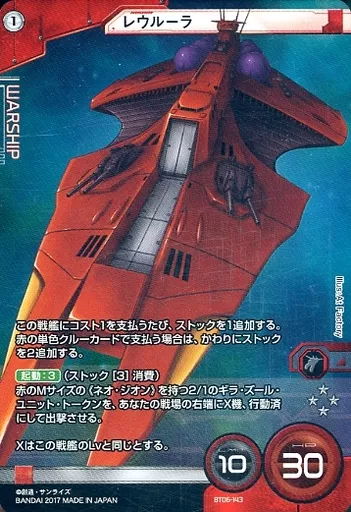 1
レウルーラ
WARSHIP
この戦艦にコスト1を支払うたび、ストックを1追加する。
赤の単色クルーカードで支払う場合は、かわりにストック
を2追加する。
起動:3 (ストック【3】消費)
赤のMサイズの〈ネオ・ジオン〉を持つ2/1のギラ・ズール・
ユニット・トークンを、あなたの戦場の右端にX機、行動済
にして出撃させる。
Xはこの戦艦のLvと同じとする。
Illus:At Factory
10
HP
30
©創通・サンライズ
BANDAI 2017 MADE IN JAPAN
BT05-143